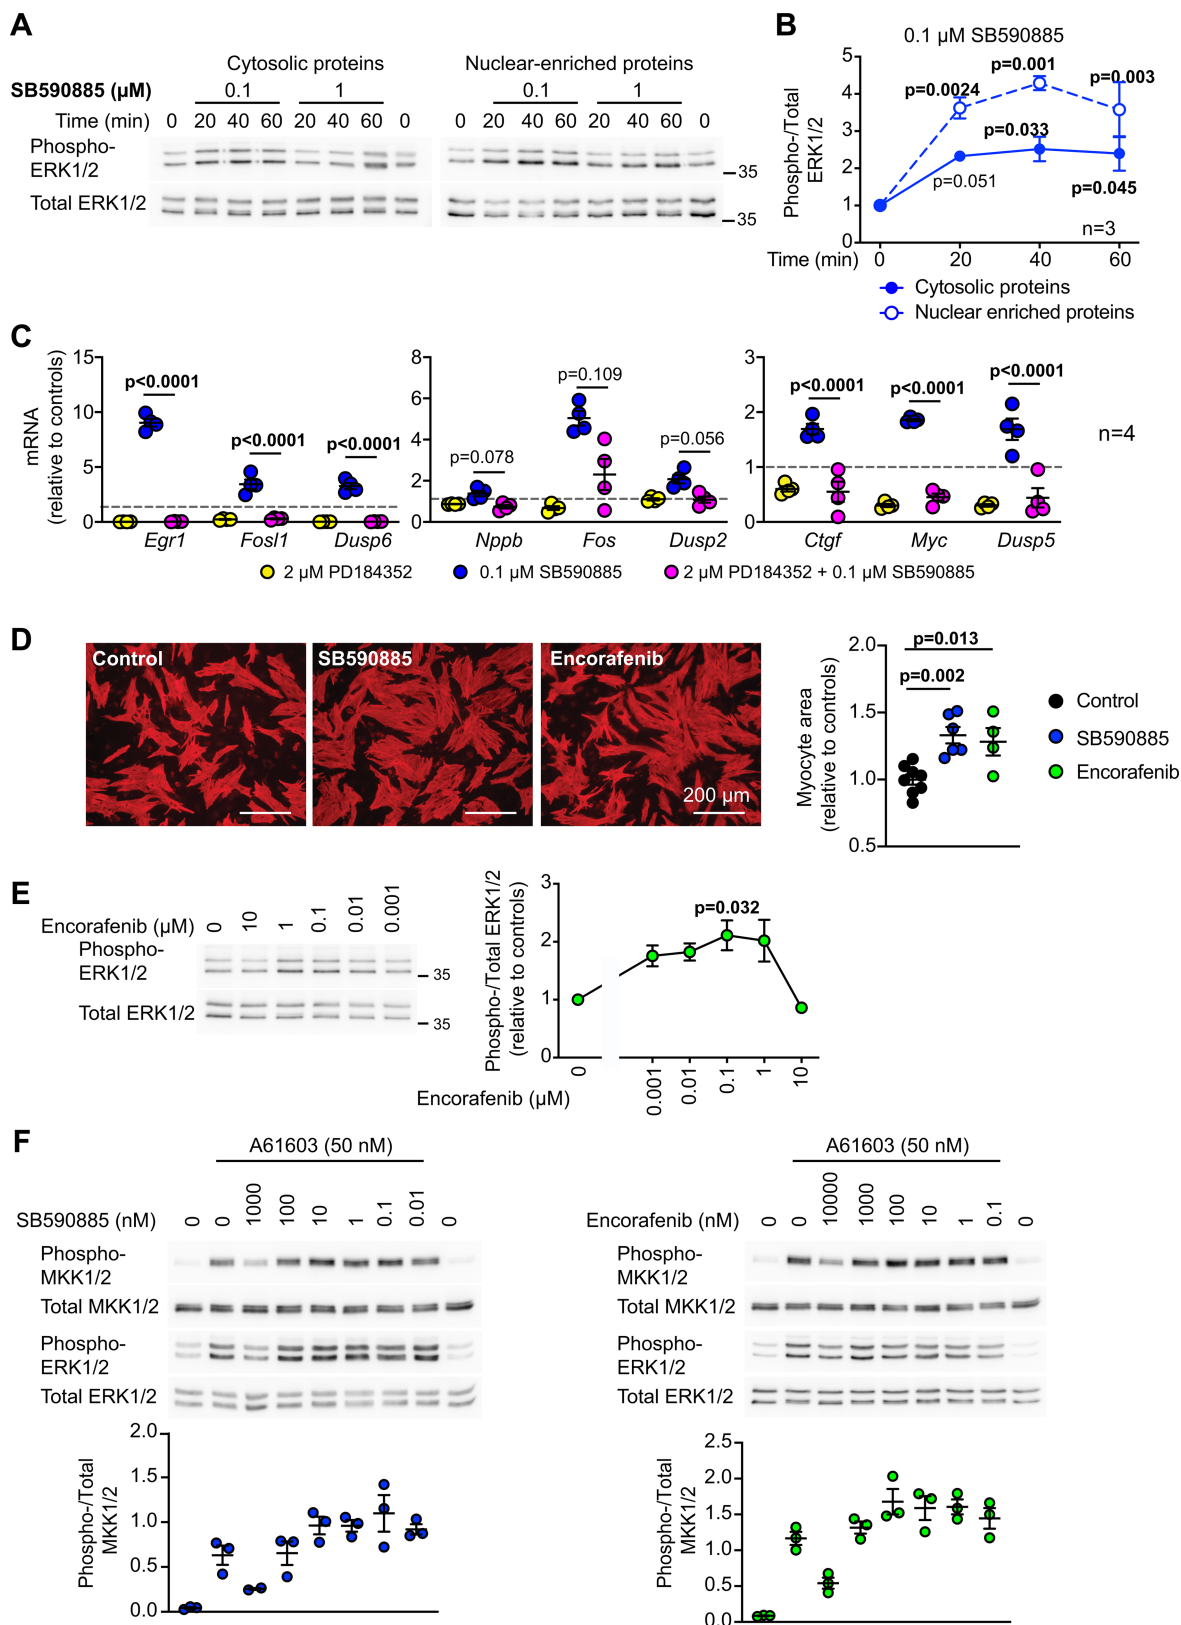 A
Cytosolic proteins
Nuclear-enriched proteins
SB590885 (µM)
0.1
1
0.1
1
Time (min)
0 20 40 60 20 40 60 0
0 20 40 60 20 40 60 0
Phospho-
ERK1/2
35
Total ERK1/2
35
B
0.1 µM SB590885
Phospho-/Total
ERK1/2
5
4
3
2
1
0
p=0.0024
p=0.001
p=0.003
p=0.033
p=0.051
p=0.045
n=3
Time (min) 0 20 40 60
Cytosolic proteins
Nuclear enriched proteins
C
mRNA
(relative to controls)
15
10
5
0
p<0.0001
p<0.0001
p<0.0001
Egr1 Fosl1 Dusp6
8
6
4
2
0
p=0.078
p=0.109
p=0.056
Nppb Fos Dusp2
3
2
1
0
p<0.0001
p<0.0001
p<0.0001
Ctgf Myc Dusp5
n=4
2 µM PD184352
0.1 µM SB590885
2 µM PD184352 + 0.1 µM SB590885
D
Control
SB590885
Encorafenib
200 µm
Myocyte area
(relative to controls)
2.0
1.5
1.0
0.5
p=0.013
p=0.002
Control
SB590885
Encorafenib
E
Encorafenib (µM)
0 10 1 0.1 0.01 0.001
Phospho-
ERK1/2
35
Total ERK1/2
35
Phospho-/Total ERK1/2
(relative to controls)
3
2
1
0
p=0.032
0 0.001 0.01 0.1 1 10
Encorafenib (µM)
F
A61603 (50 nM)
SB590885 (nM)
0 0 1000 100 10 1 0.1 0.01 0
Phospho-
MKK1/2
Total MKK1/2
Phospho-
ERK1/2
Total ERK1/2
Phospho-/Total
MKK1/2
2.0
1.5
1.0
0.5
0.0
A61603 (50 nM)
Encorafenib (nM)
0 0 10000 1000 100 10 1 0.1 0
Phospho-
MKK1/2
Total MKK1/2
Phospho-
ERK1/2
Total ERK1/2
Phospho-/Total
MKK1/2
2.5
2.0
1.5
1.0
0.5
0.0